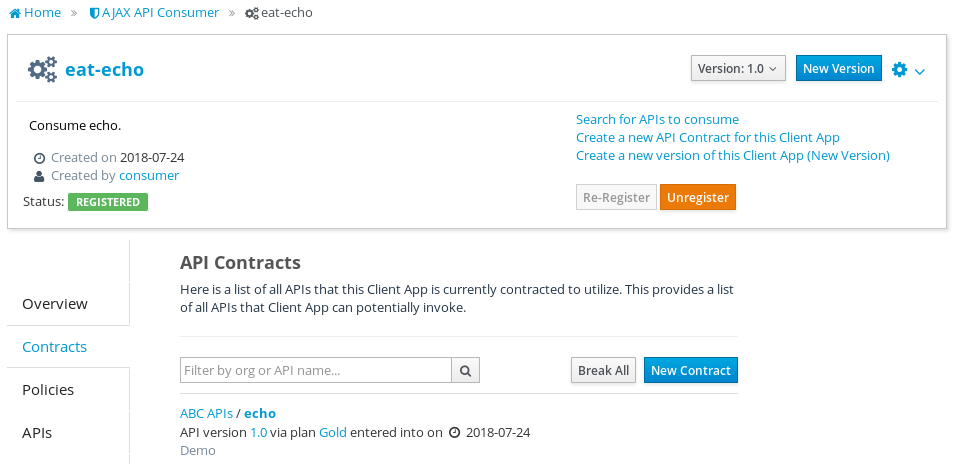 Home » AJAX API Consumer » eat-echo
eat-echo
Version: 1.0
New Version
Consume echo.
Created on 2018-07-24
Created by consumer
Status: REGISTERED
Search for APIs to consume
Create a new API Contract for this Client App
Create a new version of this Client App (New Version)
Re-Register
Unregister
Overview
Contracts
Policies
APIs
API Contracts
Here is a list of all APIs that this Client App is currently contracted to utilize. This provides a list
of all APIs that Client App can potentially invoke.
Filter by org or API name...
Break All
New Contract
ABC APIs / echo
API version 1.0 via plan Gold entered into on 2018-07-24
Demo